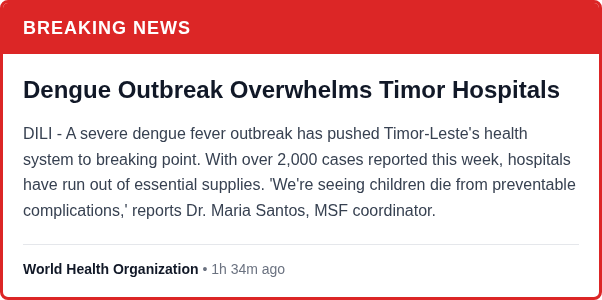 BREAKING NEWS
Dengue Outbreak Overwhelms Timor Hospitals
DILI - A severe dengue fever outbreak has pushed Timor-Leste's health
system to breaking point. With over 2,000 cases reported this week, hospitals
have run out of essential supplies. 'We're seeing children die from preventable
complications,' reports Dr. Maria Santos, MSF coordinator.
World Health Organization • 1h 34m ago